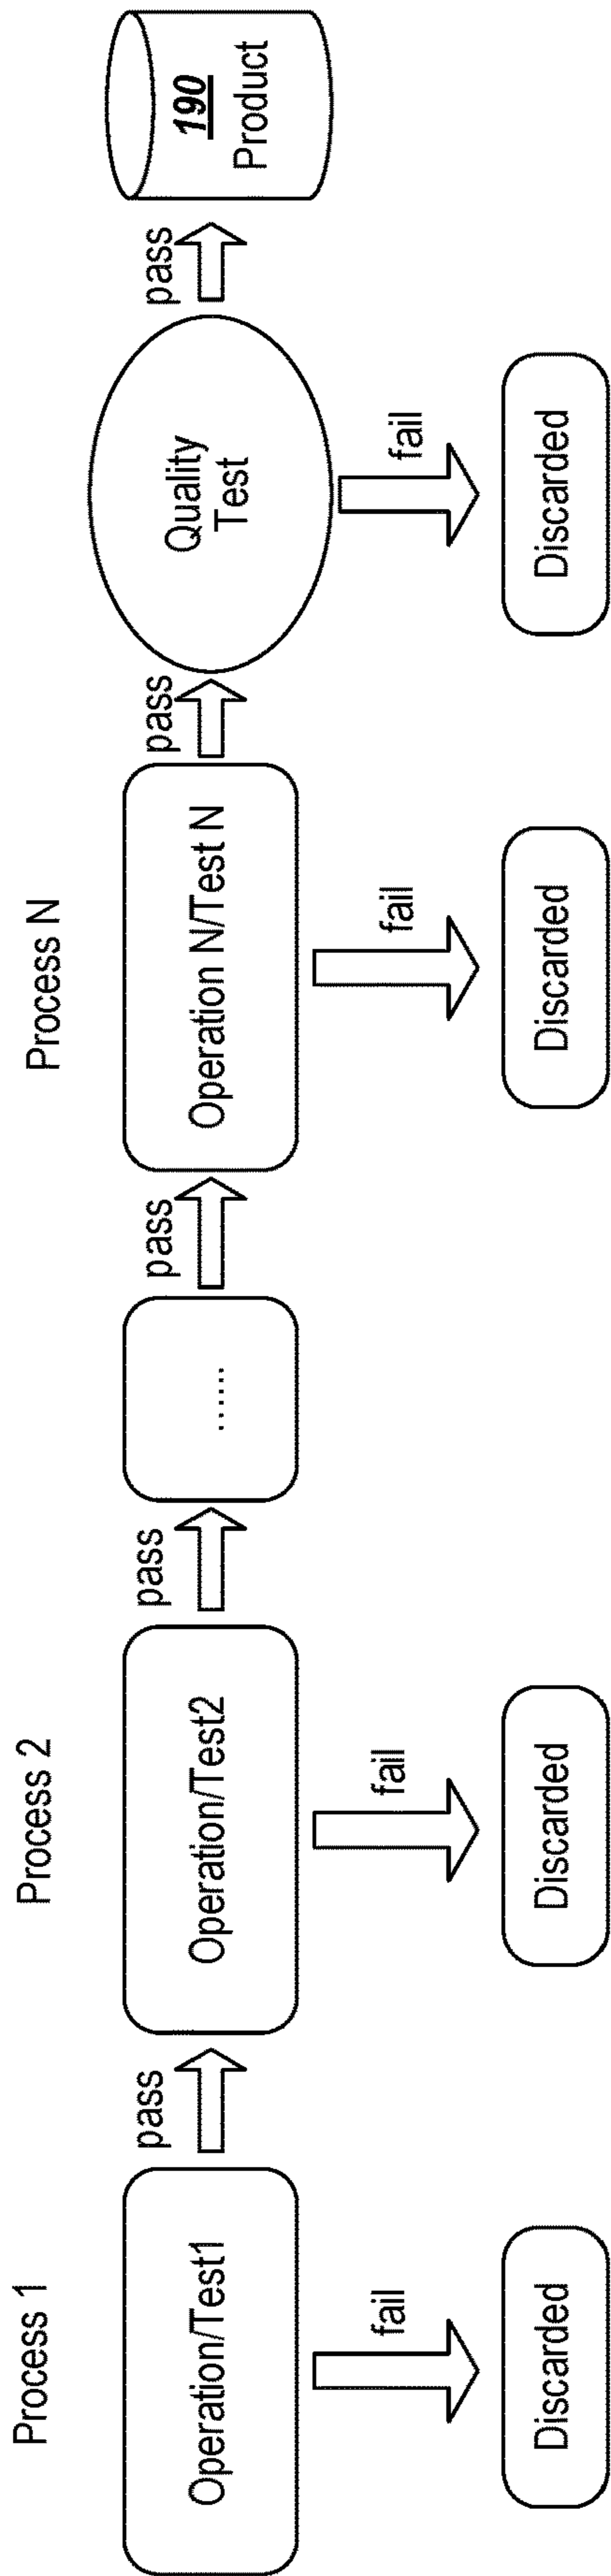 Process 1
Process 2
Process N
Operation/Test1
pass
Operation/Test2
pass
......
pass
Operation N/Test N
pass
Quality
Test
pass
190
Product
fail
fail
fail
fail
Discarded
Discarded
Discarded
Discarded